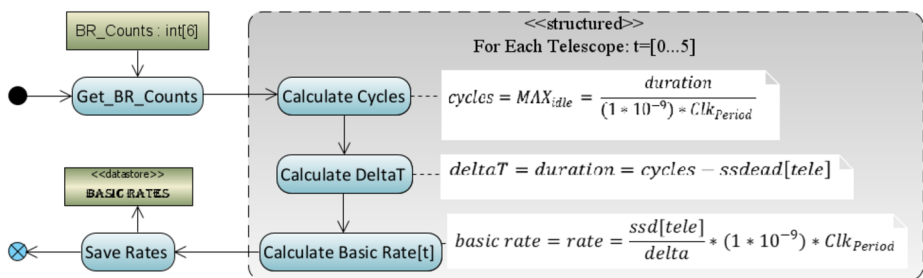 BR_Counts : int[6]
<<structured>>
For Each Telescope: t=[0...5]
Get_BR_Counts
Calculate Cycles
cycles = MAX_idle = duration / ((1 * 10^-9) * Clk_Period)
Calculate DeltaT
deltaT = duration = cycles − ssdead[tele]
<<datastore>>
BASIC RATES
Save Rates
Calculate Basic Rate[t]
basic rate = rate = ssd[tele] / delta * (1 * 10^-9) * Clk_Period